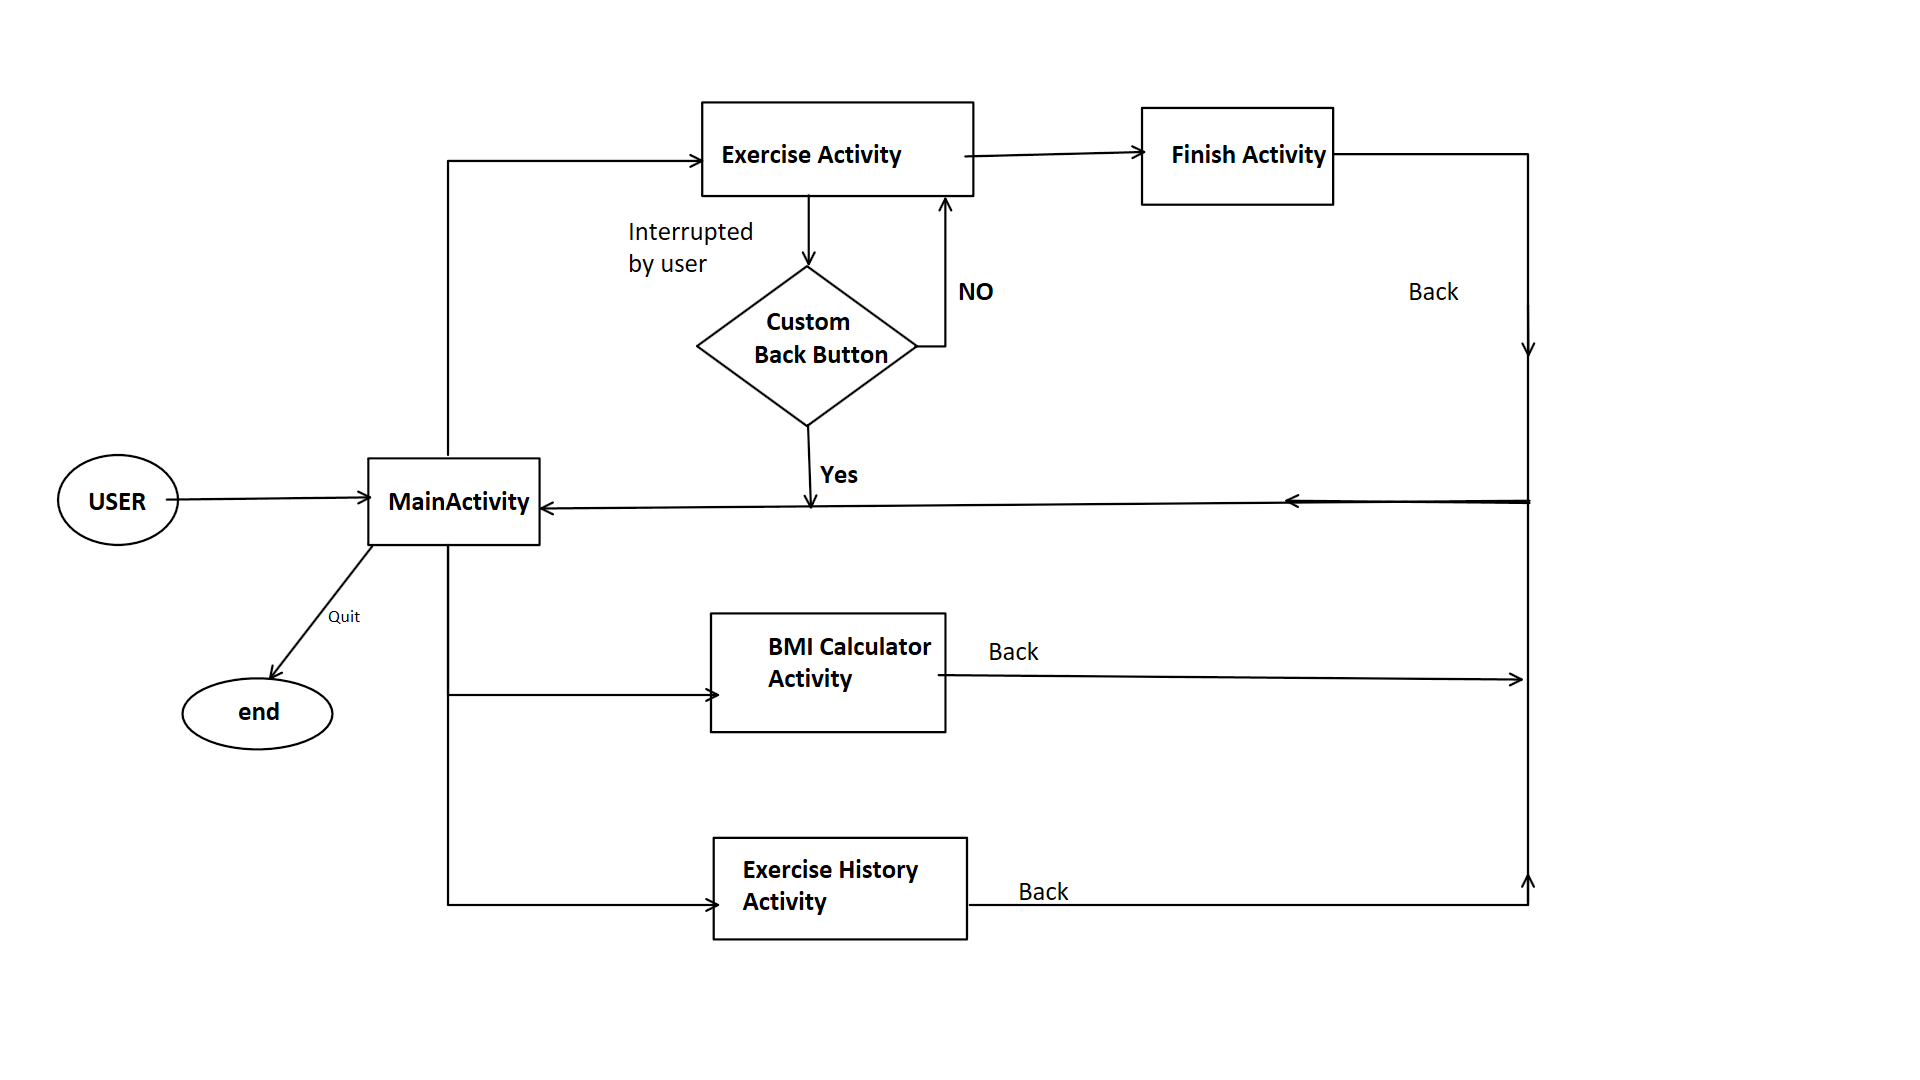 Exercise Activity
Finish Activity
Interrupted
by user
NO
Back
Custom
Back Button
Yes
USER
MainActivity
Quit
BMI Calculator
Activity
Back
end
Exercise History
Activity
Back